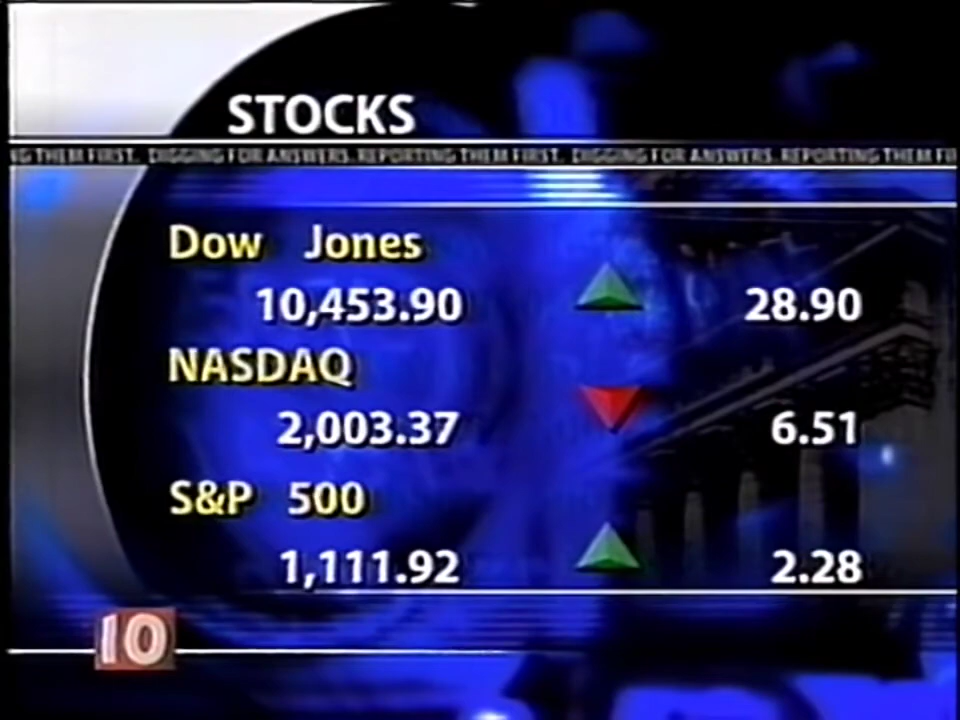 STOCKS
NG THEM FIRST. DIGGING FOR ANSWERS. REPORTING THEM FIRST. DIGGING FOR ANSWERS. REPORTING THEM FI
Dow Jones
10,453.90 28.90
NASDAQ
2,003.37 6.51
S&P 500
1,111.92 2.28
10